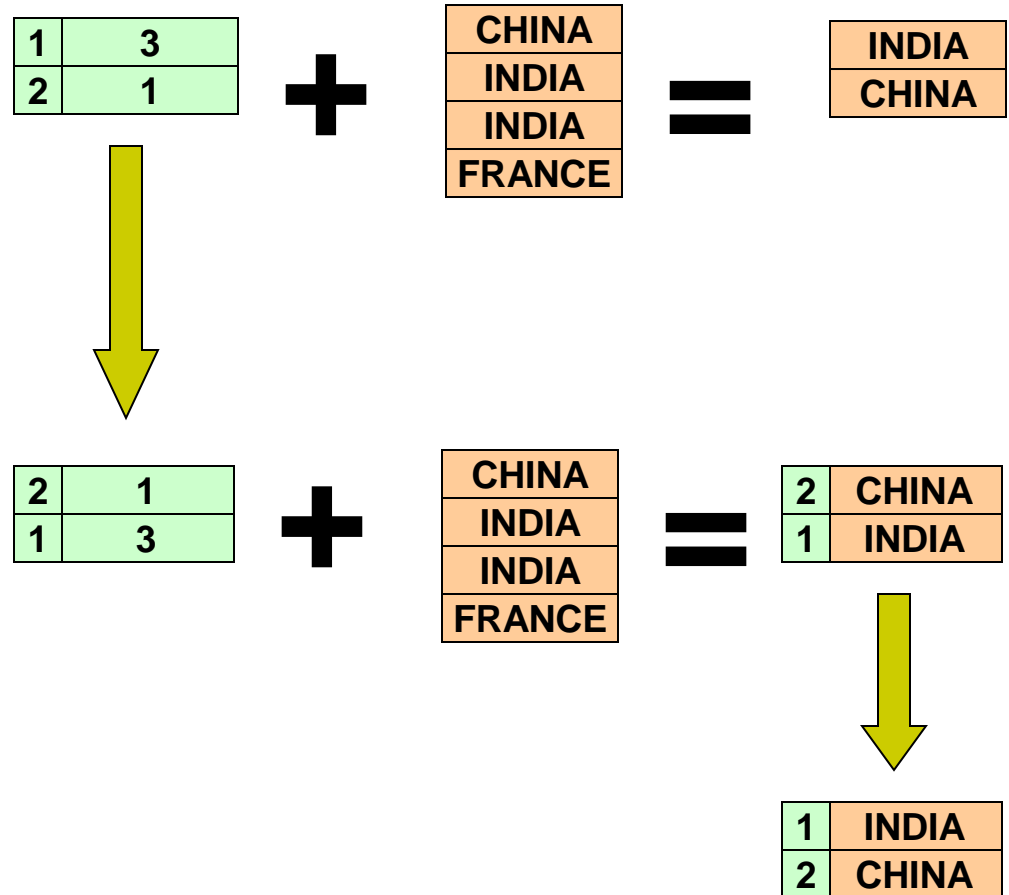 1 3
2 1
+
CHINA
INDIA
INDIA
FRANCE
=
INDIA
CHINA
2 1
1 3
+
CHINA
INDIA
INDIA
FRANCE
=
2 CHINA
1 INDIA
1 INDIA
2 CHINA